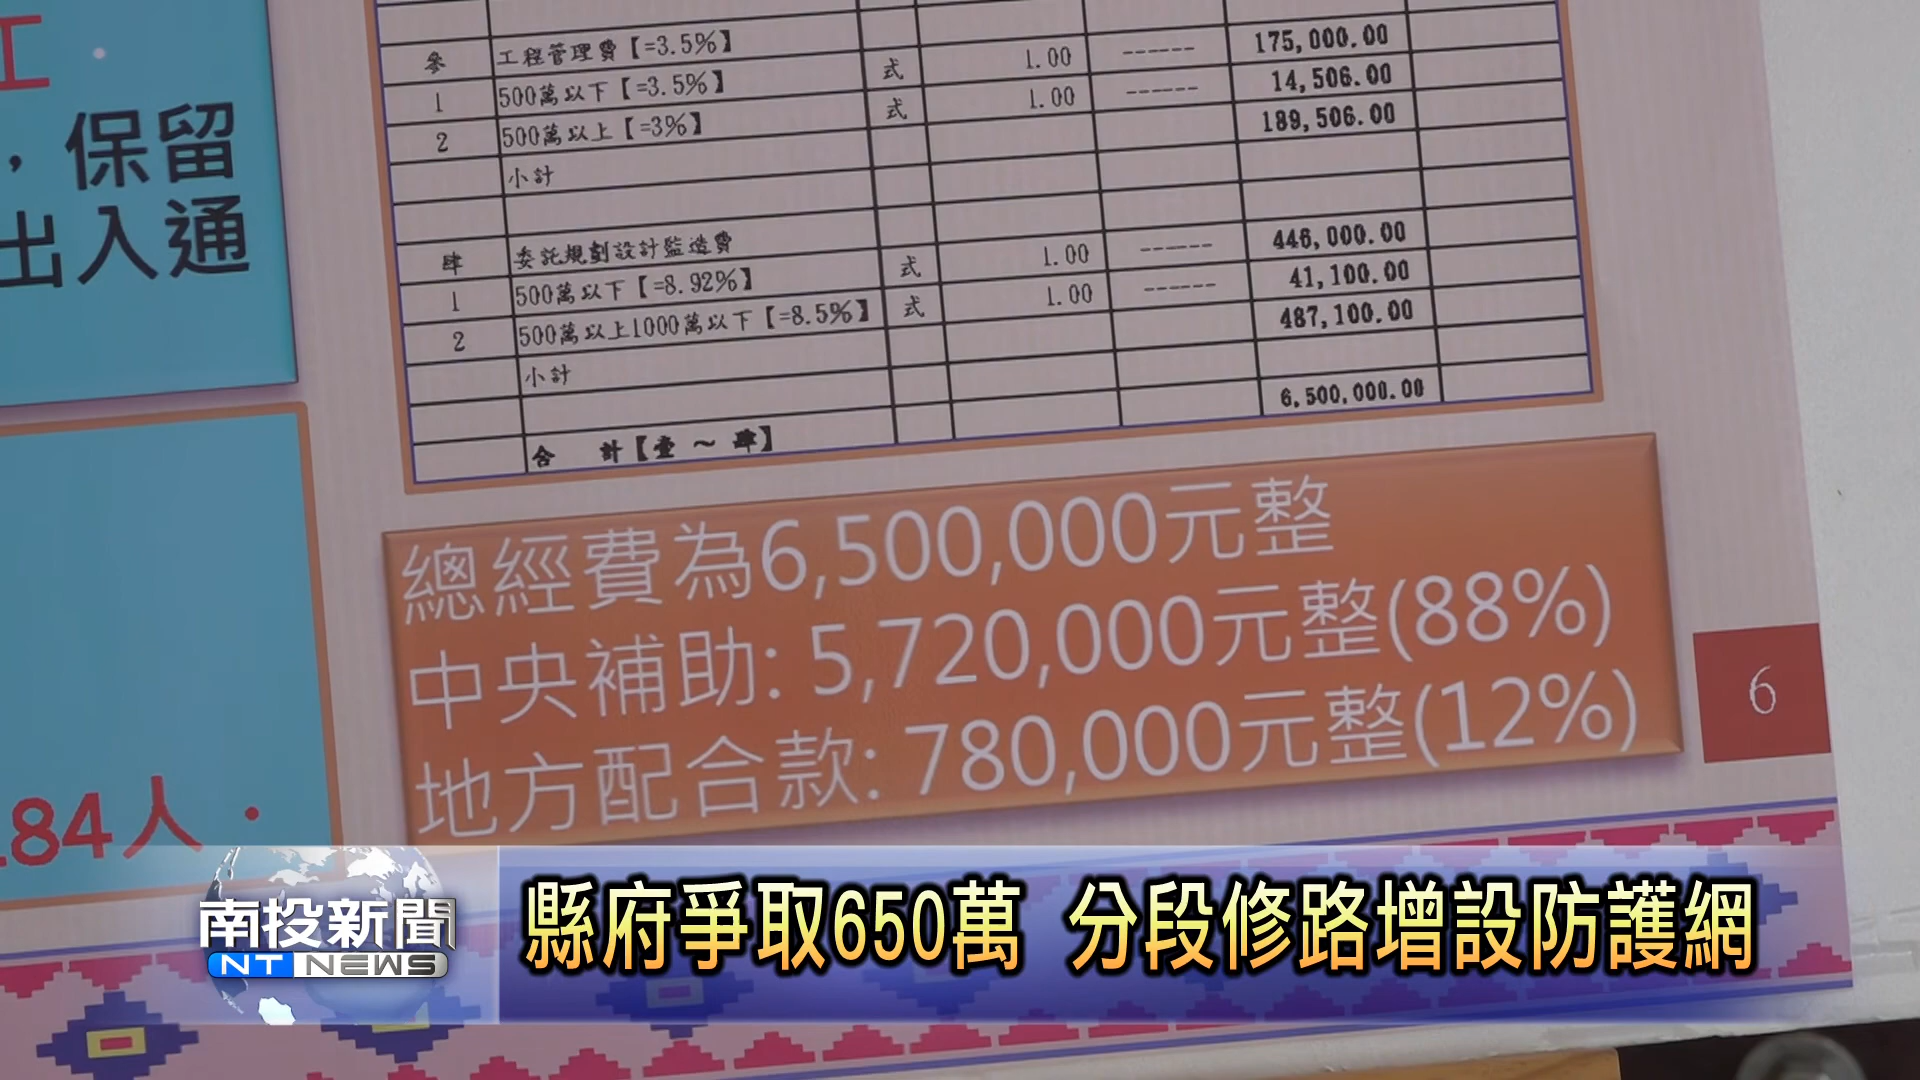 工.
，保留
出入通
84人.
參 工程管理費【=3.5%】
1 500萬以下【=3.5%】 式 1.00 ------ 175,000.00
2 500萬以上【=3%】 式 1.00 ------ 14,506.00
小計 189,506.00
肆 委託規劃設計監造費
1 500萬以下【=8.92%】 式 1.00 ------ 446,000.00
2 500萬以上1000萬以下【=8.5%】 式 1.00 ------ 41,100.00
小計 487,100.00
合 計【壹 ~ 肆】 6,500,000.00
總經費為6,500,000元整
中央補助: 5,720,000元整(88%)
地方配合款: 780,000元整(12%)
6
南投新聞
NT NEWS
縣府爭取650萬 分段修路增設防護網